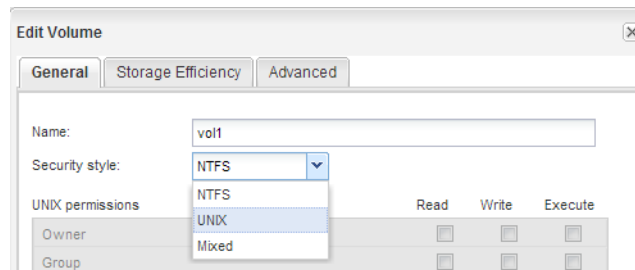 Edit Volume
General Storage Efficiency Advanced
Name: vol1
Security style: NTFS
NTFS
UNIX permissions Read Write Execute
UNIX
Owner
Mixed
Group